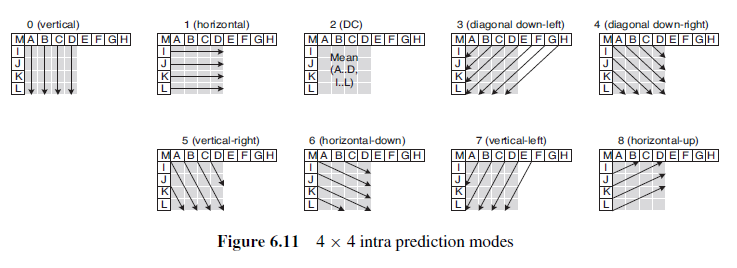 0 (vertical)
M A B C D E F G H
I
J
K
L
1 (horizontal)
M A B C D E F G H
I
J
K
L
2 (DC)
M A B C D E F G H
I
J
K
L
Mean
(A..D,
I..L)
3 (diagonal down-left)
M A B C D E F G H
I
J
K
L
4 (diagonal down-right)
M A B C D E F G H
I
J
K
L
5 (vertical-right)
M A B C D E F G H
I
J
K
L
6 (horizontal-down)
M A B C D E F G H
I
J
K
L
7 (vertical-left)
M A B C D E F G H
I
J
K
L
8 (horizontal-up)
M A B C D E F G H
I
J
K
L
Figure 6.11 4 × 4 intra prediction modes